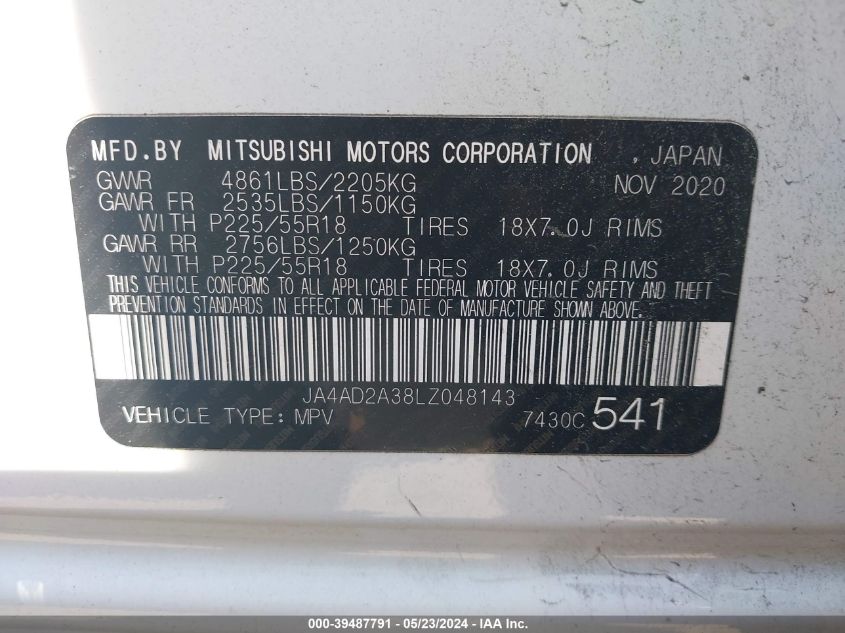 MFD.BY MITSUBISHI MOTORS CORPORATION , JAPAN
GVWR 4861LBS/2205KG NOV 2020
GAWR FR 2535LBS/1150KG
WITH P225/55R18 TIRES 18X7.0J RIMS
GAWR RR 2756LBS/1250KG
WITH P225/55R18 TIRES 18X7.0J RIMS
THIS VEHICLE CONFORMS TO ALL APPLICABLE FEDERAL MOTOR VEHICLE SAFETY AND THEFT
PREVENTION STANDARDS IN EFFECT ON THE DATE OF MANUFACTURE SHOWN ABOVE.
JA4AD2A38LZ048143
VEHICLE TYPE:MPV 7430C 541
000-39487791 - 05/23/2024 - IAA Inc.